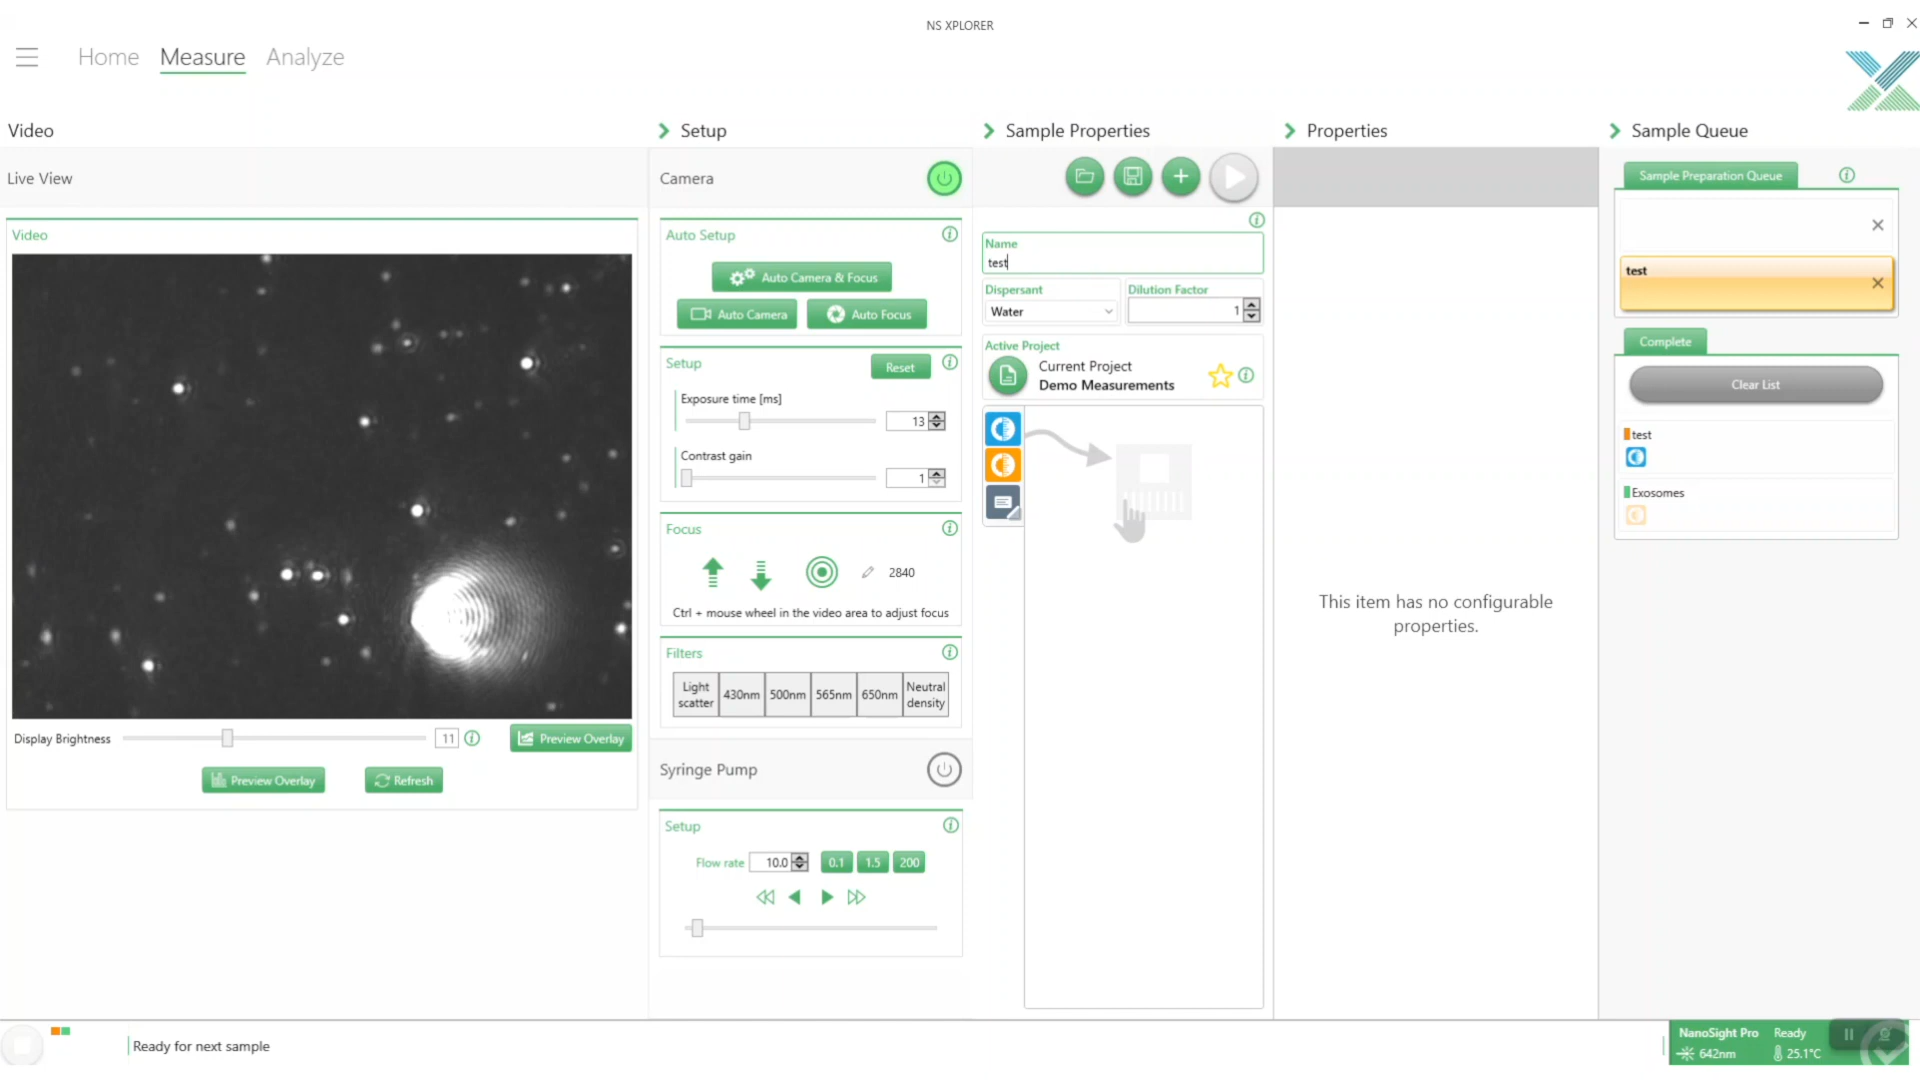 NS XPLORER
Home
Measure
Analyze
Video
Setup
Sample Properties
Properties
Sample Queue
Live View
Camera
Sample Preparation Queue
Video
Auto Setup
Auto Camera & Focus
Auto Camera
Auto Focus
Setup
Reset
Exposure time [ms]
13
Contrast gain
1
Focus
2840
Ctrl + mouse wheel in the video area to adjust focus
Filters
Light scatter
430nm
500nm
565nm
650nm
Neutral density
Display Brightness
11
Preview Overlay
Preview Overlay
Refresh
Syringe Pump
Setup
Flow rate
10.0
0.1
1.5
200
Name
test
Dispersant
Water
Dilution Factor
1
Active Project
Current Project
Demo Measurements
This item has no configurable
properties.
test
Complete
Clear List
test
Exosomes
Ready for next sample
NanoSight Pro
Ready
642nm
25.1°C